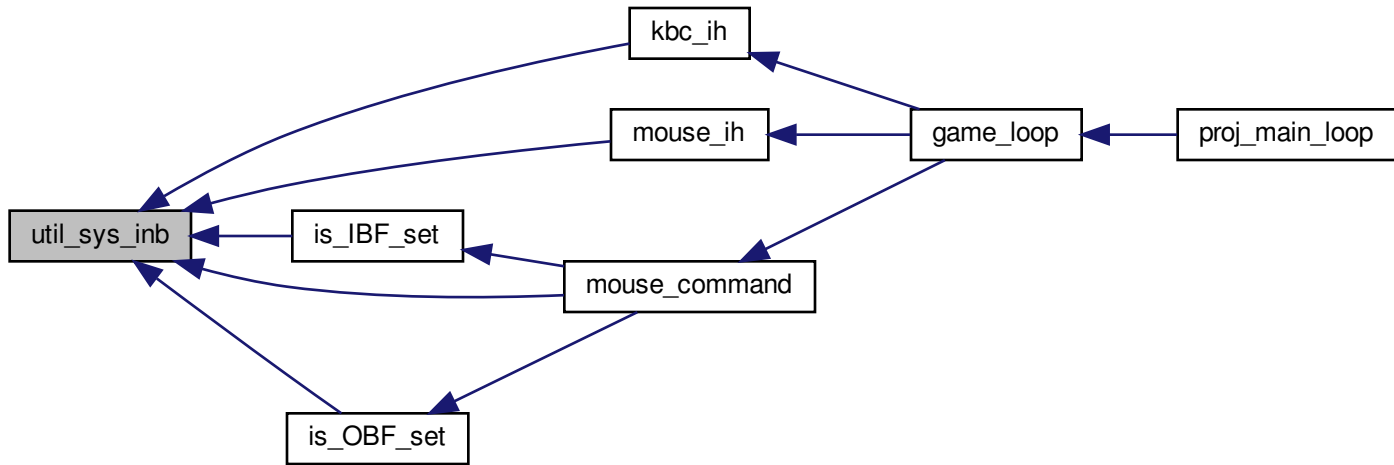 kbc_ih
mouse_ih
game_loop
proj_main_loop
util_sys_inb
is_IBF_set
mouse_command
is_OBF_set